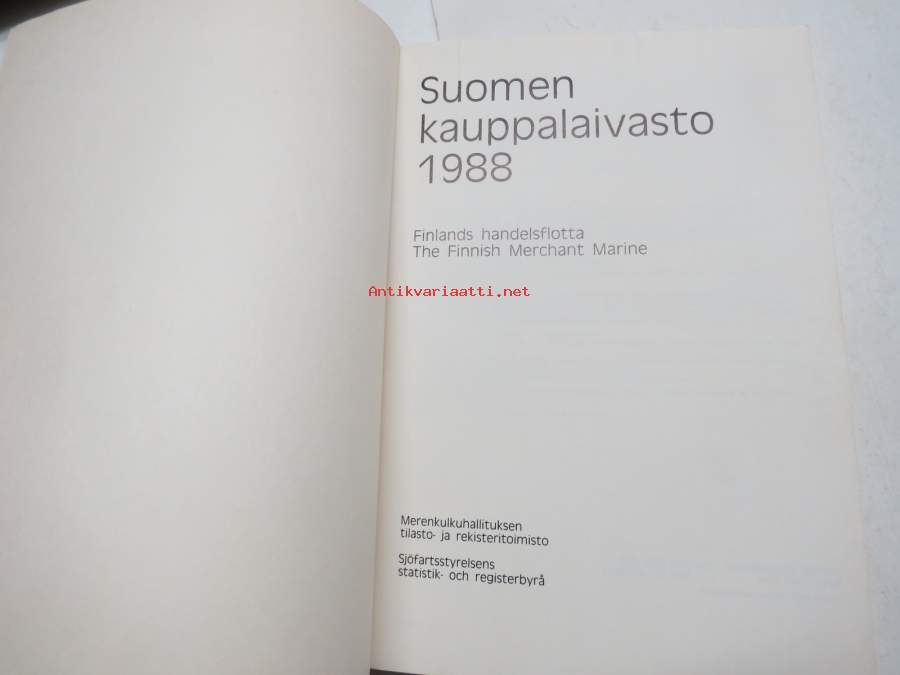 Suomen
kauppalaivasto
1988
Finlands handelsflotta
The Finnish Merchant Marine
Antikvariaatti.net
Merenkulkuhallituksen
tilasto- ja rekisteritoimisto
Sjöfartsstyrelsens
statistik- och registerbyrå